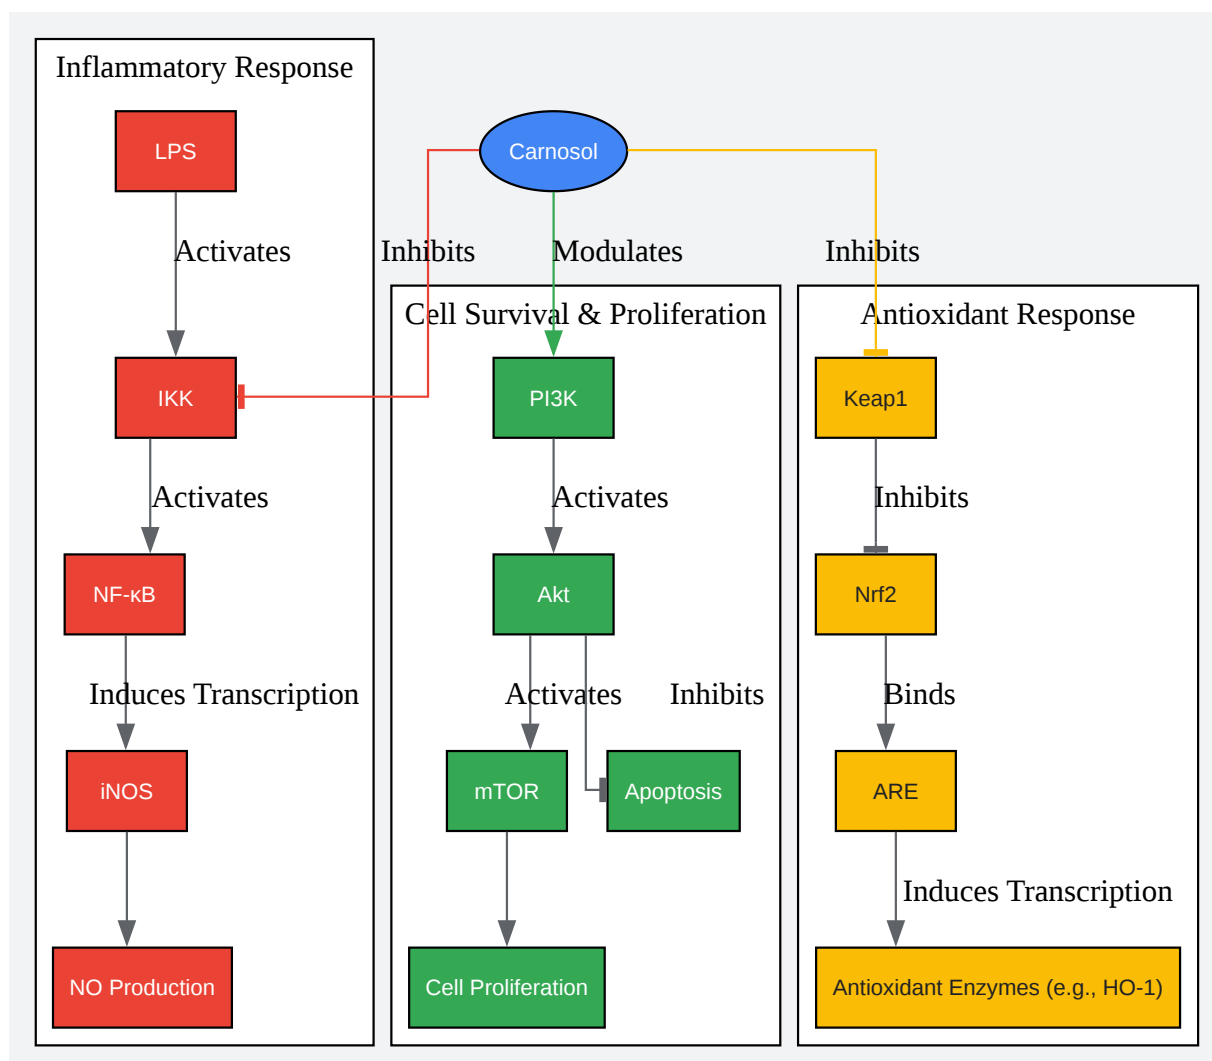 Inflammatory Response
LPS
Carnosol
Activates
Inhibits
Modulates
Inhibits
Cell Survival & Proliferation
Antioxidant Response
IKK
PI3K
Keap1
Activates
Activates
Inhibits
NF-κB
Akt
Nrf2
Induces Transcription
Activates
Inhibits
Binds
iNOS
mTOR
Apoptosis
ARE
Induces Transcription
NO Production
Cell Proliferation
Antioxidant Enzymes (e.g., HO-1)